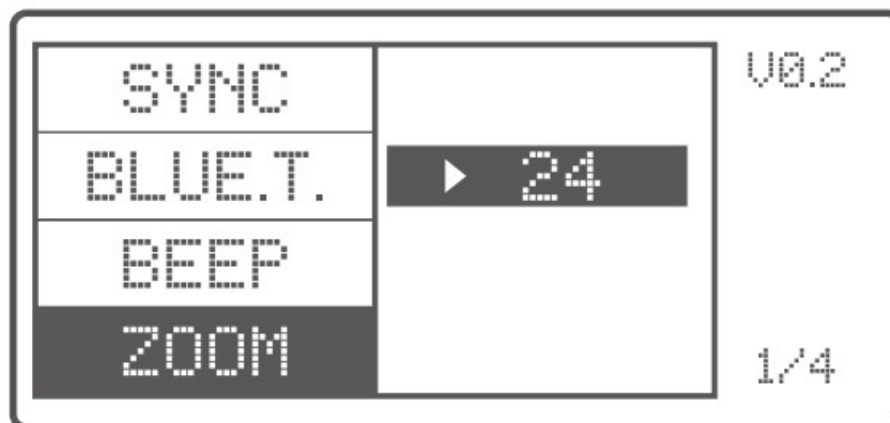 SYNC
BLUE.T.
BEEP
ZOOM
▶ 24
V0.2
1/4